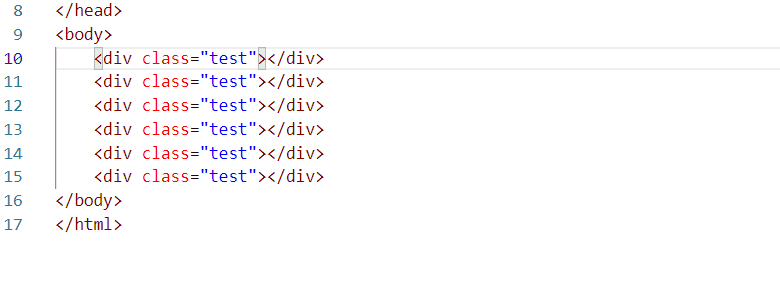 8 </head>
9 <body>
10 <div class="test"></div>
11 <div class="test"></div>
12 <div class="test"></div>
13 <div class="test"></div>
14 <div class="test"></div>
15 <div class="test"></div>
16 </body>
17 </html>